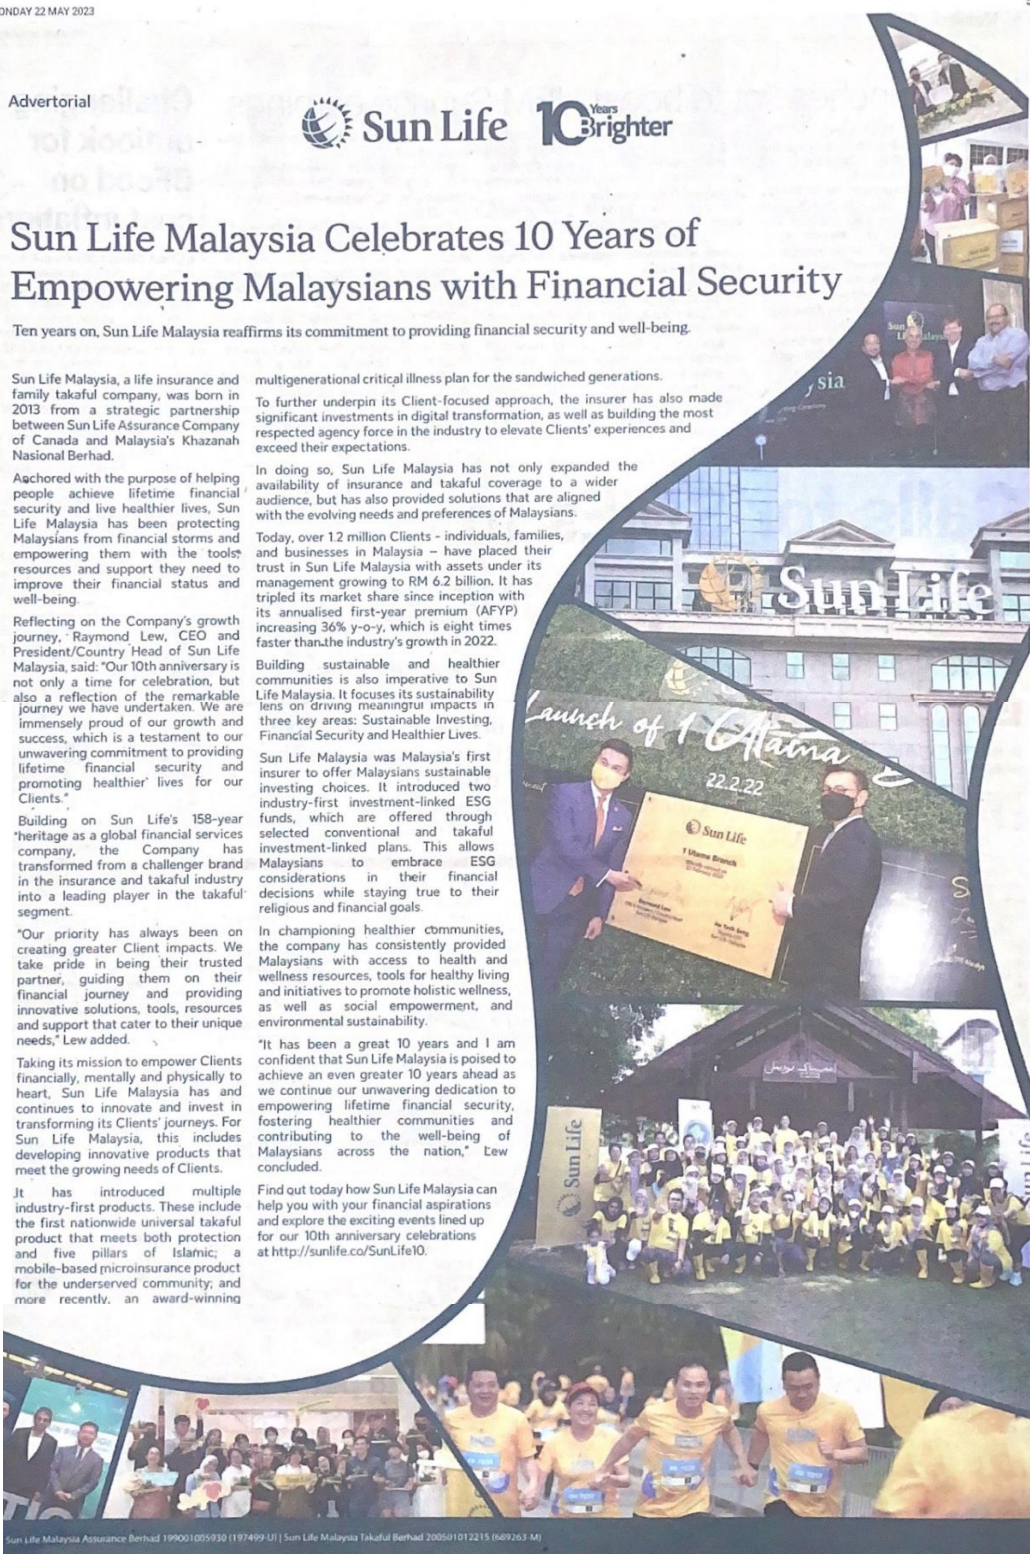 ONDAY 22 MAY 2023
Advertorial
Sun Life
10 Years Brighter
Sun Life Malaysia Celebrates 10 Years of
Empowering Malaysians with Financial Security
Ten years on, Sun Life Malaysia reaffirms its commitment to providing financial security and well-being.
Sun Life Malaysia, a life insurance and
family takaful company, was born in
2013 from a strategic partnership
between Sun Life Assurance Company
of Canada and Malaysia's Khazanah
Nasional Berhad.
Anchored with the purpose of helping
people achieve lifetime financial
security and live healthier lives, Sun
Life Malaysia has been protecting
Malaysians from financial storms and
empowering them with the tools,
resources and support they need to
improve their financial status and
well-being.
Reflecting on the Company's growth
journey, Raymond Lew, CEO and
President/Country Head of Sun Life
Malaysia, said: "Our 10th anniversary is
not only a time for celebration, but
also a reflection of the remarkable
journey we have undertaken. We are
immensely proud of our growth and
success, which is a testament to our
unwavering commitment to providing
lifetime financial security and
promoting healthier lives for our
Clients."
Building on Sun Life's 158-year
heritage as a global financial services
company, the Company has
transformed from a challenger brand
in the insurance and takaful industry
into a leading player in the takaful
segment.
"Our priority has always been on
creating greater Client impacts. We
take pride in being their trusted
partner, guiding them on their
financial journey and providing
innovative solutions, tools, resources
and support that cater to their unique
needs," Lew added.
Taking its mission to empower Clients
financially, mentally and physically to
heart, Sun Life Malaysia has and
continues to innovate and invest in
transforming its Clients' journeys. For
Sun Life Malaysia, this includes
developing innovative products that
meet the growing needs of Clients.
It has introduced multiple
industry-first products. These include
the first nationwide universal takaful
product that meets both protection
and five pillars of Islamic; a
mobile-based microinsurance product
for the underserved community; and
more recently, an award-winning
multigenerational critical illness plan for the sandwiched generations.
To further underpin its Client-focused approach, the insurer has also made
significant investments in digital transformation, as well as building the most
respected agency force in the industry to elevate Clients' experiences and
exceed their expectations.
In doing so, Sun Life Malaysia has not only expanded the
availability of insurance and takaful coverage to a wider
audience, but has also provided solutions that are aligned
with the evolving needs and preferences of Malaysians.
Today, over 1.2 million Clients - individuals, families,
and businesses in Malaysia – have placed their
trust in Sun Life Malaysia with assets under its
management growing to RM 6.2 billion. It has
tripled its market share since inception with
its annualised first-year premium (AFYP)
increasing 36% y-o-y, which is eight times
faster than the industry's growth in 2022.
Building sustainable and healthier
communities is also imperative to Sun
Life Malaysia. It focuses its sustainability
lens on driving meaningful impacts in
three key areas: Sustainable Investing,
Financial Security and Healthier Lives.
Sun Life Malaysia was Malaysia's first
insurer to offer Malaysians sustainable
investing choices. It introduced two
industry-first investment-linked ESG
funds, which are offered through
selected conventional and takaful
investment-linked plans. This allows
Malaysians to embrace ESG
considerations in their financial
decisions while staying true to their
religious and financial goals.
In championing healthier communities,
the company has consistently provided
Malaysians with access to health and
wellness resources, tools for healthy living
and initiatives to promote holistic wellness,
as well as social empowerment, and
environmental sustainability.
"It has been a great 10 years and I am
confident that Sun Life Malaysia is poised to
achieve an even greater 10 years ahead as
we continue our unwavering dedication to
empowering lifetime financial security,
fostering healthier communities and
contributing to the well-being of
Malaysians across the nation," Lew
concluded.
Find out today how Sun Life Malaysia can
help you with your financial aspirations
and explore the exciting events lined up
for our 10th anniversary celebrations
at http://sunlife.co/SunLife10.
Sun
sia
Sun Life
Launch of 1 Utama
22.2.22
Sun Life
1 Utama Branch
Raymond Lew
Sun Life
Sun Life Malaysia Assurance Berhad 199001005930 (197499-U) | Sun Life Malaysia Takaful Berhad 200501012215 (689263-M)